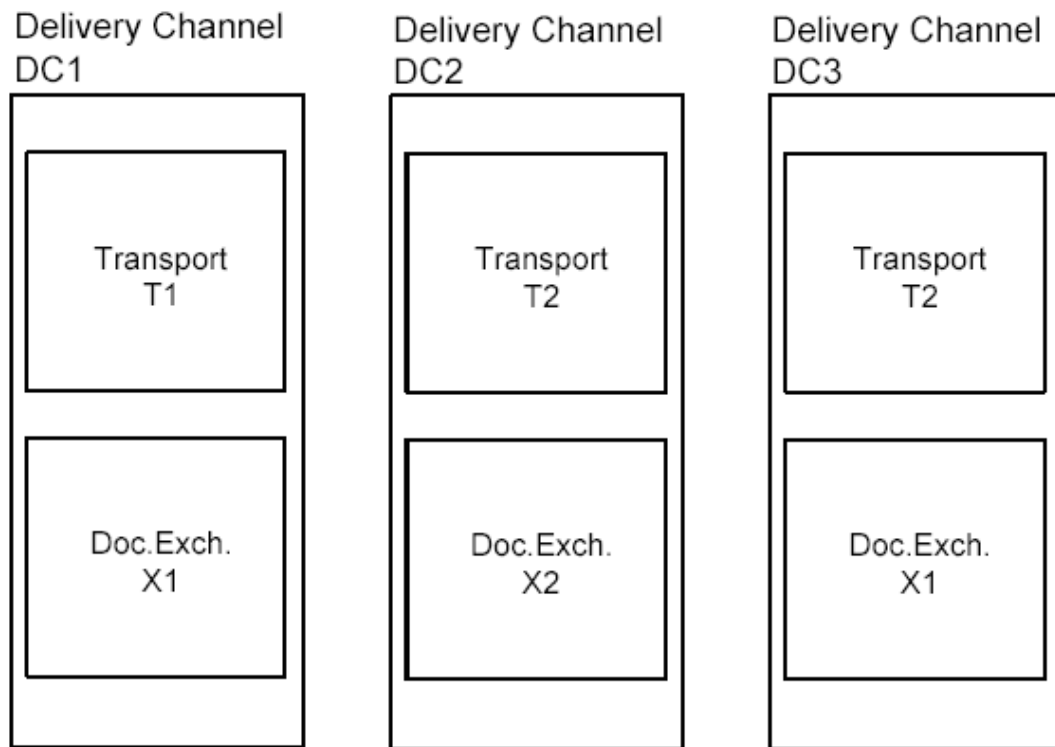 Delivery Channel
DC1
Delivery Channel
DC2
Delivery Channel
DC3
Transport
T1
Transport
T2
Transport
T2
Doc.Exch.
X1
Doc.Exch.
X2
Doc.Exch.
X1